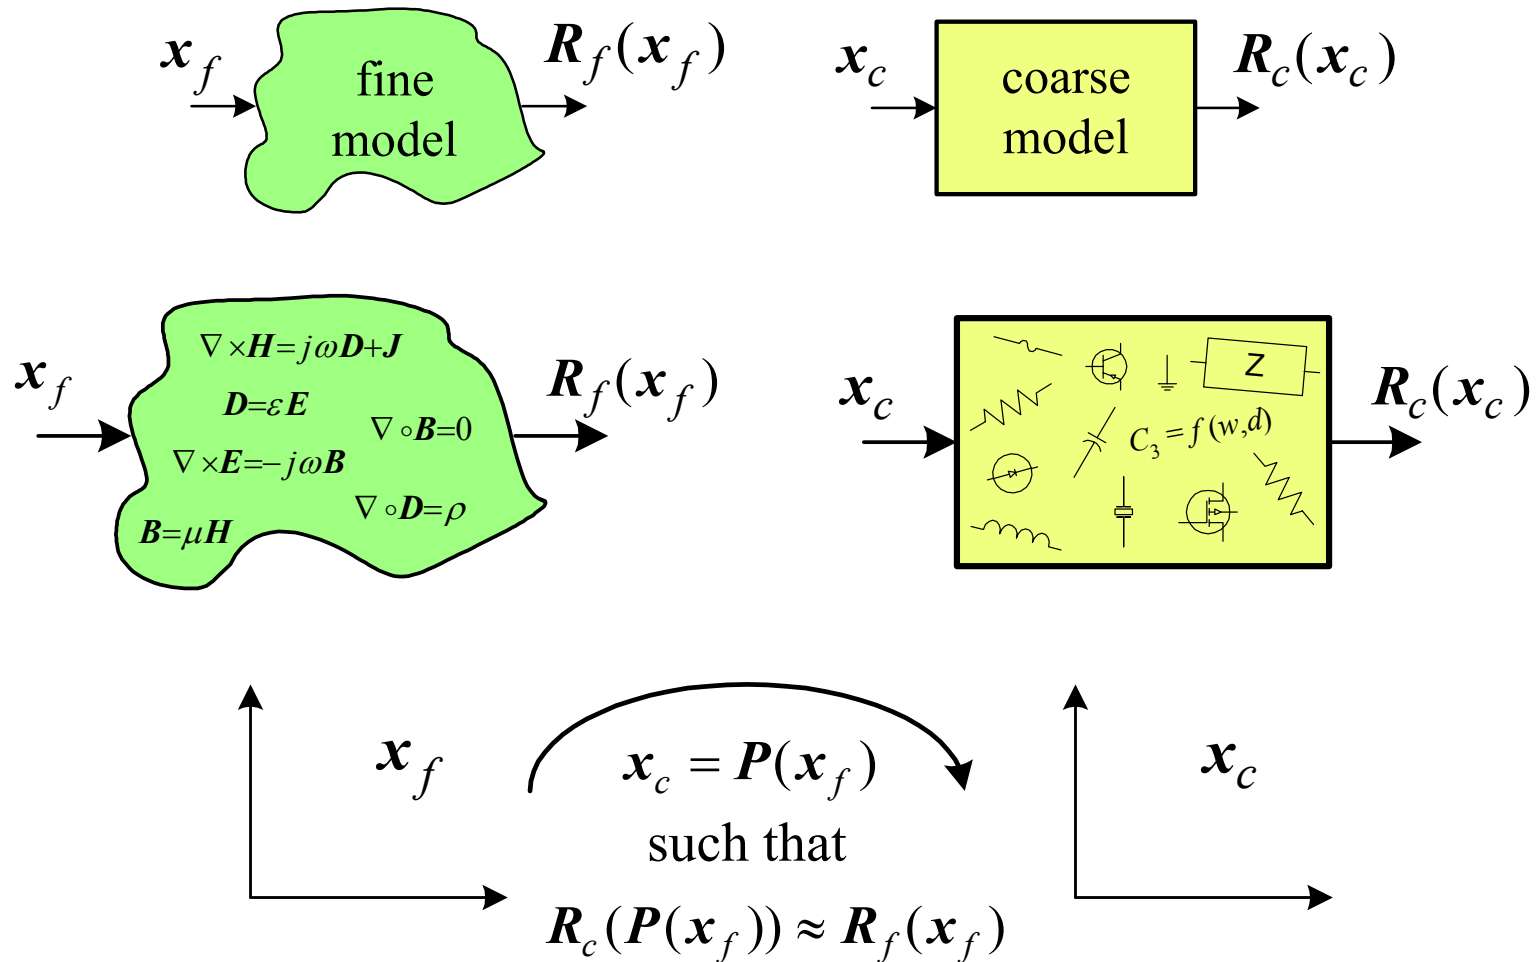 x_f
fine
model
R_f(x_f)
x_c
coarse
model
R_c(x_c)
x_f
∇×H=jωD+J
D=εE
∇∘B=0
∇×E=−jωB
∇∘D=ρ
B=μH
R_f(x_f)
x_c
Z
C_3=f(w,d)
R_c(x_c)
x_f
x_c = P(x_f)
such that
R_c(P(x_f)) ≈ R_f(x_f)
x_c